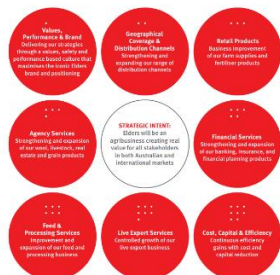 Values,
Performance & Brand
Delivering our strategies
through a values, safety and
performance based culture that
maximises the iconic Elders
brand and positioning
Geographical
Coverage &
Distribution Channels
Strengthening and
expanding our range of
distribution channels
Retail Products
Business improvement
of our farm supplies and
fertiliser products
Agency Services
Strengthening and expansion
of our wool, livestock, real
estate and grain products
STRATEGIC INTENT:
Elders will be an
agribusiness creating real
value for all stakeholders
in both Australian and
international markets
Financial Services
Strengthening and expansion
of our banking, insurance, and
financial planning products
Feed &
Processing Services
Improvement and
expansion of our feed and
processing business
Live Export Services
Controlled growth of our
live export business
Cost, Capital & Efficiency
Continuous efficiency
gains with cost and
capital reduction